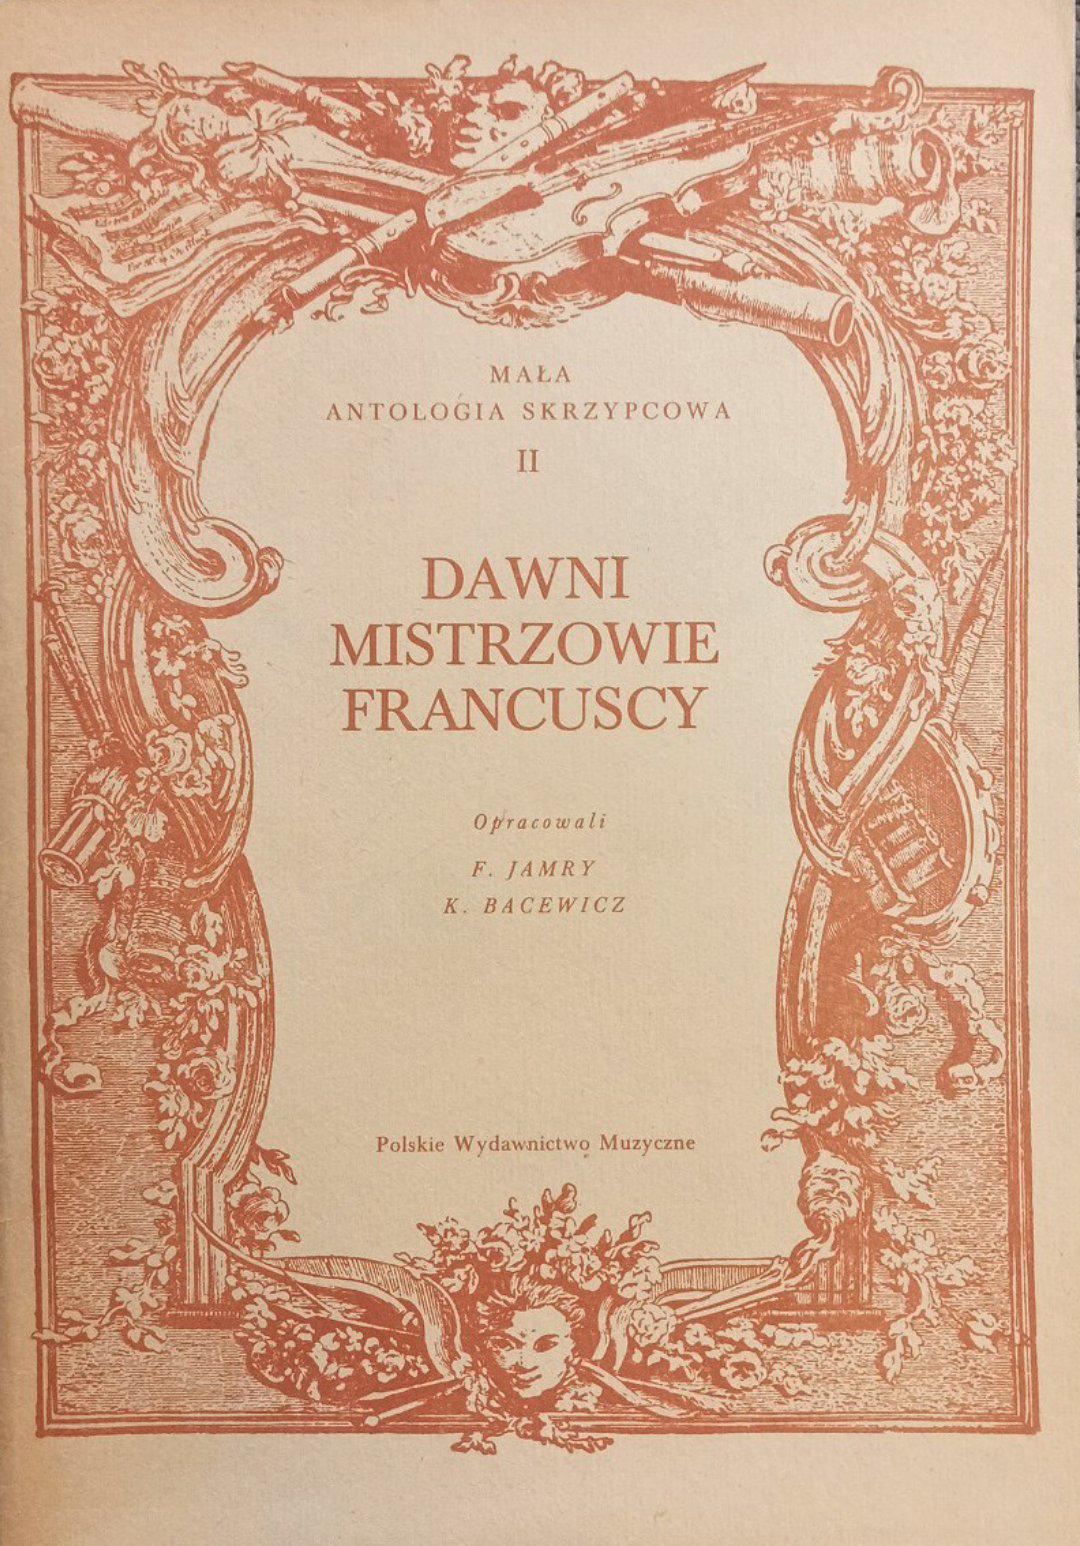 MAŁA
ANTOLOGIA SKRZYPCOWA
II
DAWNI
MISTRZOWIE
FRANCUSCY
Opracowali
F. JAMRY
K. BACEWICZ
Polskie Wydawnictwo Muzyczne